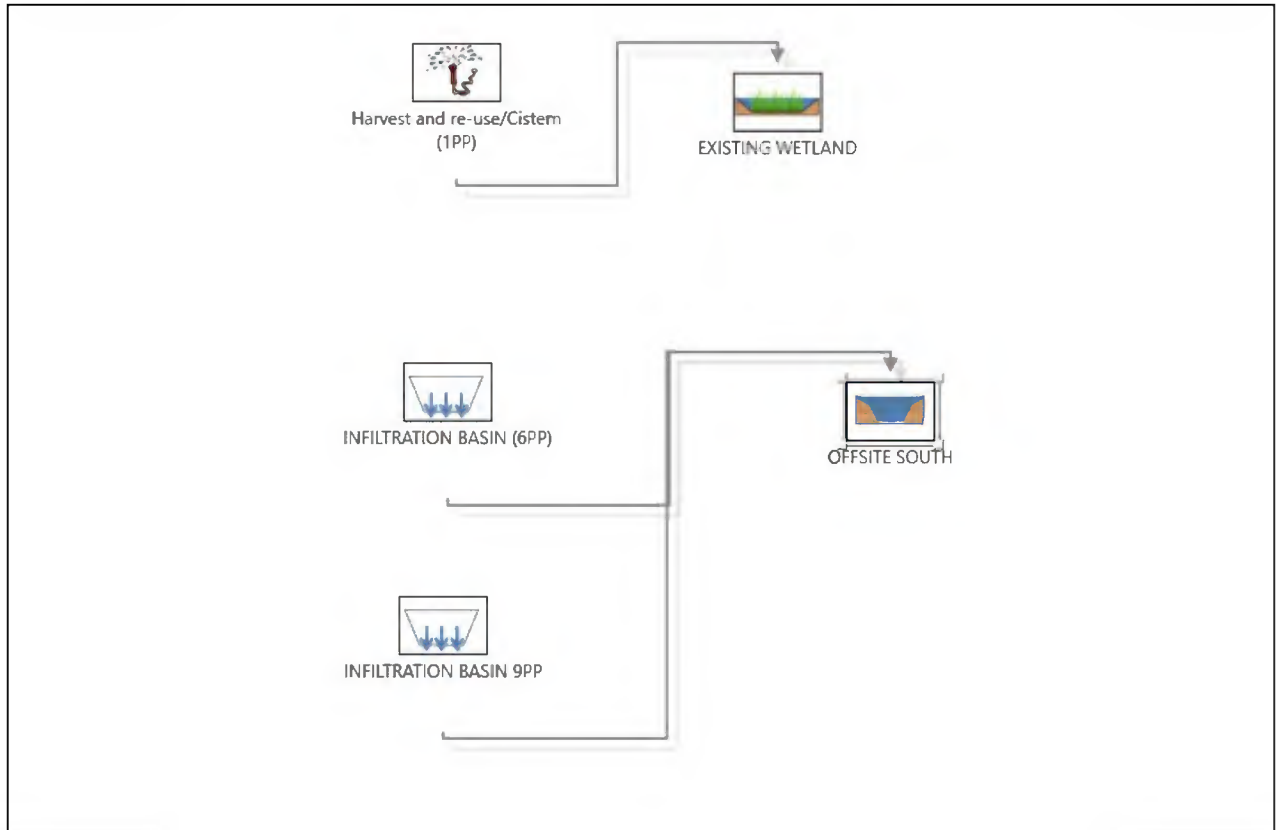 Harvest and re-use/Cistern
(1PP)
EXISTING WETLAND
INFILTRATION BASIN (6PP)
OFFSITE SOUTH
INFILTRATION BASIN 9PP